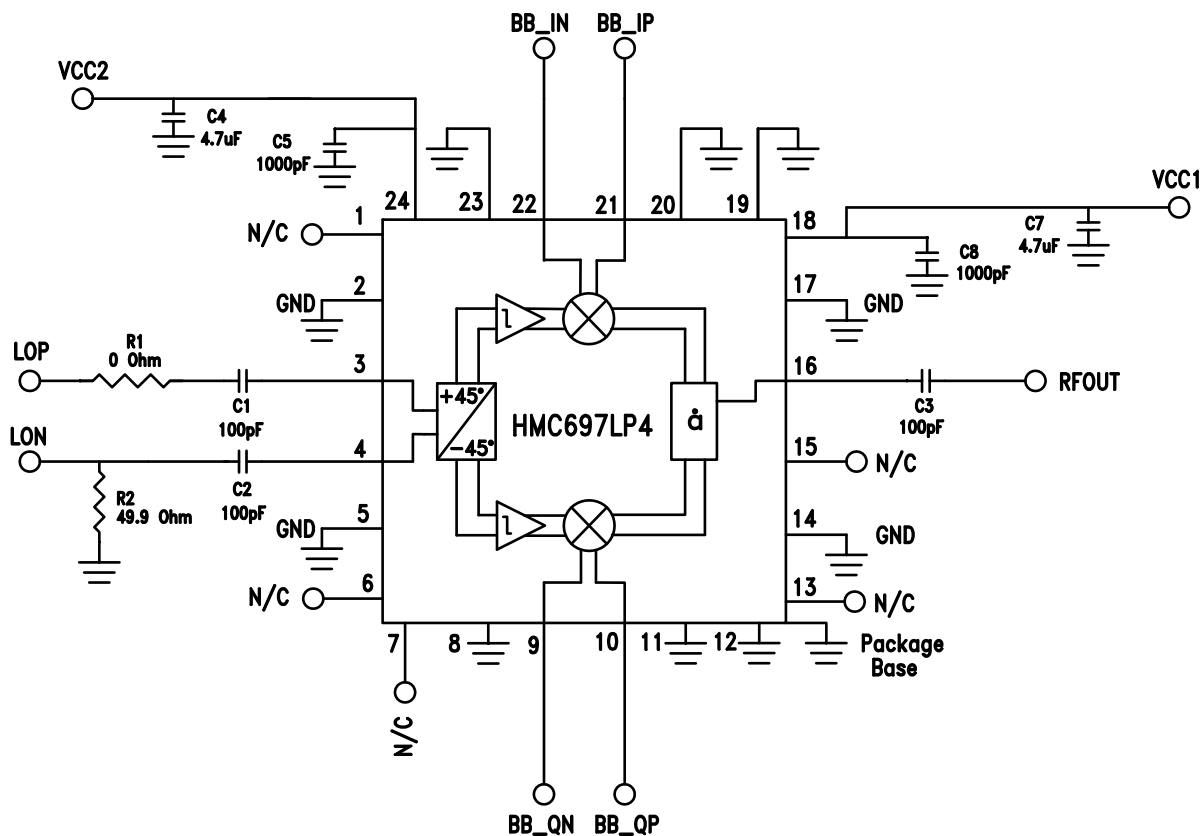 BB_IN
BB_IP
VCC2
C4
4.7uF
C5
1000pF
24
23
22
21
20
19
VCC1
1
N/C
18
C7
4.7uF
C8
1000pF
2
GND
17
GND
LOP
R1
0 Ohm
3
C1
100pF
+45°
-45°
HMC697LP4
å
16
C3
100pF
RFOUT
LON
4
C2
100pF
R2
49.9 Ohm
15
N/C
5
GND
14
GND
6
N/C
13
N/C
7
8
9
10
11
12
Package
Base
N/C
BB_QN
BB_QP